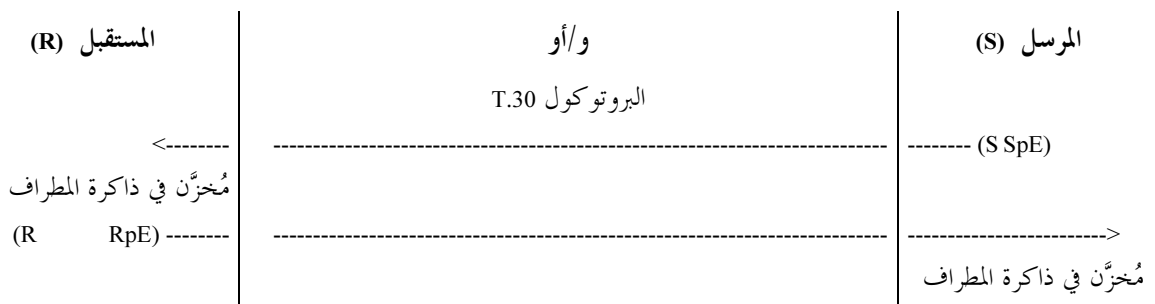 المرسل (S) و/أو المستقبل (R)
البروتوكول T.30
(S SpE) -------- ------------------------------------------------------------------------------ --------<
مُخزَّن في ذاكرة المطراف
(R RpE) -------- ------------------------------------------------------------------------------ ------------------------->
مُخزَّن في ذاكرة المطراف